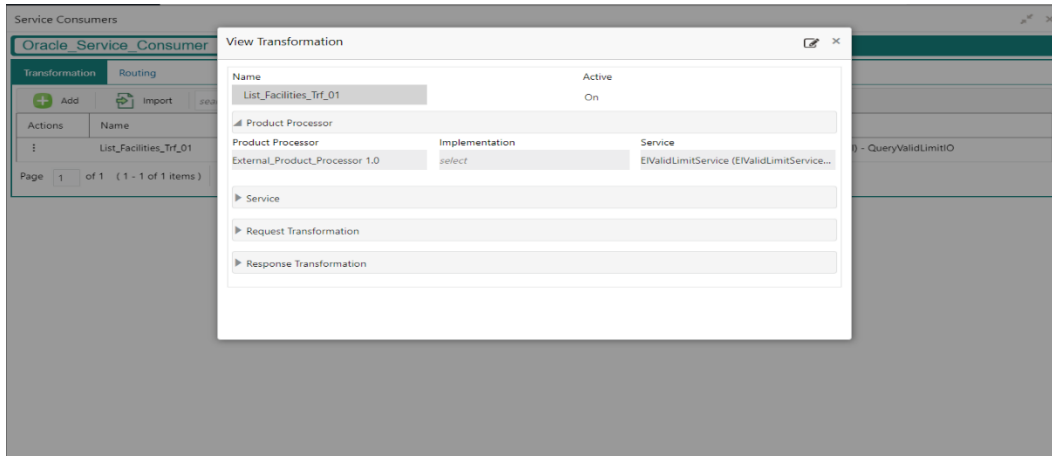 Service Consumers
Oracle_Service_Consumer
Transformation Routing
Add Import
Actions Name
List_Facilities_Trf_01 - QueryValidLimitIO
Page 1 of 1 ( 1 - 1 of 1 items )
View Transformation
Name Active
List_Facilities_Trf_01 On
Product Processor
Product Processor Implementation Service
External_Product_Processor 1.0 select EIValidLimitService (EIValidLimitService...
Service
Request Transformation
Response Transformation